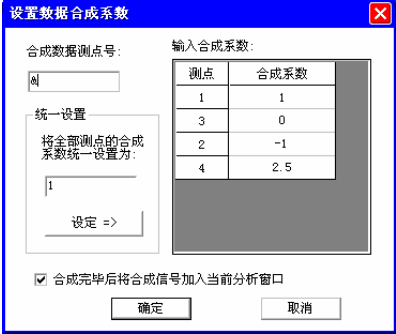 设置数据合成系数
合成数据测点号:
&
统一设置
将全部测点的合成
系数统一设置为:
1
设定 =>
输入合成系数:
测点 合成系数
1 1
3 0
2 -1
4 2.5
合成完毕后将合成信号加入当前分析窗口
确定 取消